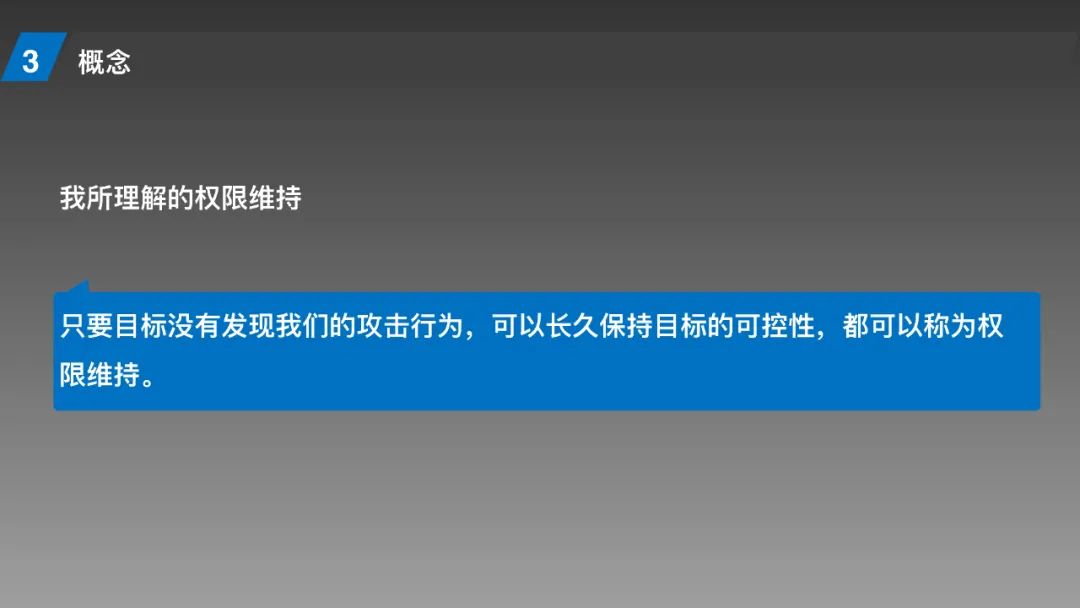 3 概念
我所理解的权限维持
只要目标没有发现我们的攻击行为，可以长久保持目标的可控性，都可以称为权
限维持。